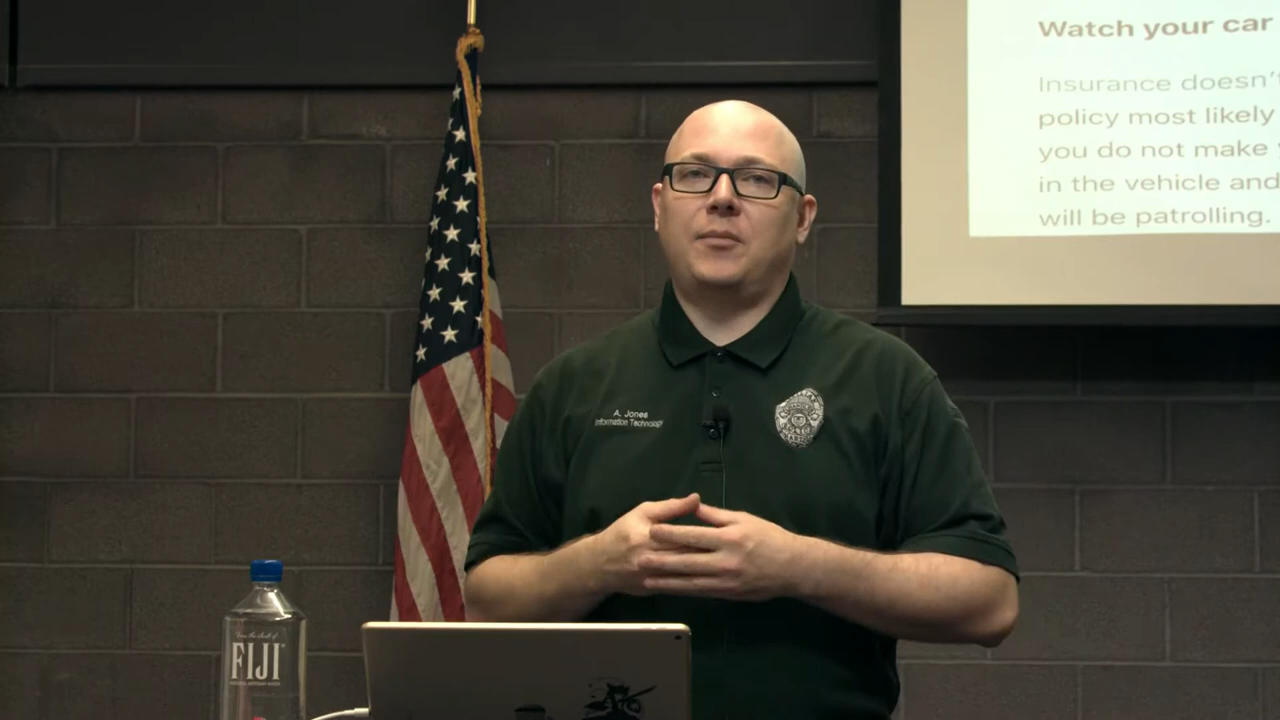 Watch your car
Insurance doesn't
policy most likely
you do not make
in the vehicle and
will be patrolling.
A. Jones
Information Technology
FIJI